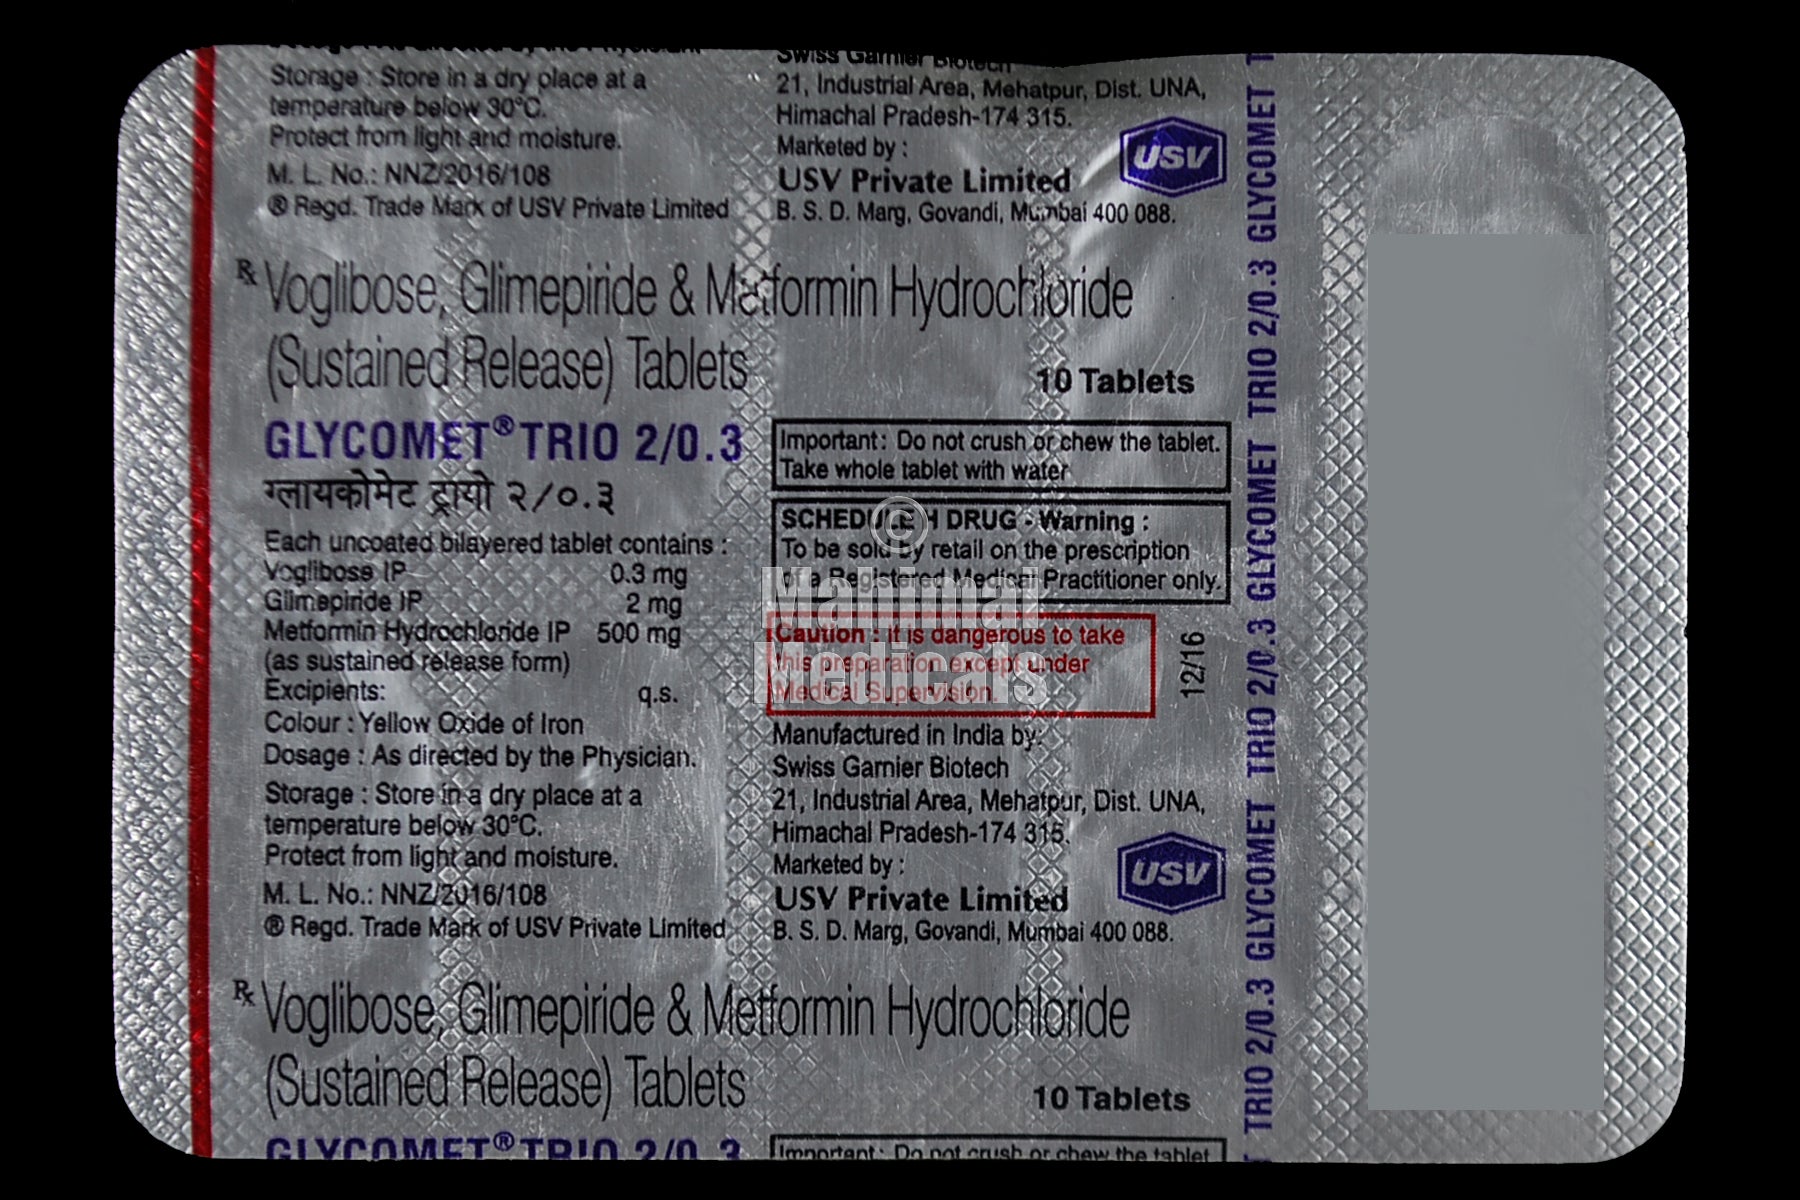 Storage : Store in a dry place at a
temperature below 30°C.
Protect from light and moisture.
M. L. No.: NNZ/2016/108
® Regd. Trade Mark of USV Private Limited
Swiss Garnier Biotech
21, Industrial Area, Mehatpur, Dist. UNA,
Himachal Pradesh-174 315.
Marketed by :
USV Private Limited
B. S. D. Marg, Govandi, Mumbai 400 088.
USV
Rx Voglibose, Glimepiride & Metformin Hydrochloride
(Sustained Release) Tablets
10 Tablets
GLYCOMET® TRIO 2/0.3
ग्लायकोमेट ट्रायो २/०.३
Each uncoated bilayered tablet contains :
Voglibose IP 0.3 mg
Glimepiride IP 2 mg
Metformin Hydrochloride IP 500 mg
(as sustained release form)
Excipients: q.s.
Colour : Yellow Oxide of Iron
Dosage : As directed by the Physician.
Storage : Store in a dry place at a
temperature below 30°C.
Protect from light and moisture.
M. L. No.: NNZ/2016/108
® Regd. Trade Mark of USV Private Limited
Important : Do not crush or chew the tablet.
Take whole tablet with water
SCHEDULE H DRUG - Warning :
To be sold by retail on the prescription
of a Registered Medical Practitioner only.
Caution : It is dangerous to take
this preparation except under
Medical Supervision.
12/16
©
Mahimai
Medicals
Manufactured in India by:
Swiss Garnier Biotech
21, Industrial Area, Mehatpur, Dist. UNA,
Himachal Pradesh-174 315.
Marketed by :
USV Private Limited
B. S. D. Marg, Govandi, Mumbai 400 088.
USV
Rx Voglibose, Glimepiride & Metformin Hydrochloride
(Sustained Release) Tablets
10 Tablets
GLYCOMET® TRIO 2/0.3
Important : Do not crush or chew the tablet
TRIO 2/0.3 GLYCOMET TRIO 2/0.3 GLYCOMET TRIO 2/0.3 GLYCOMET T